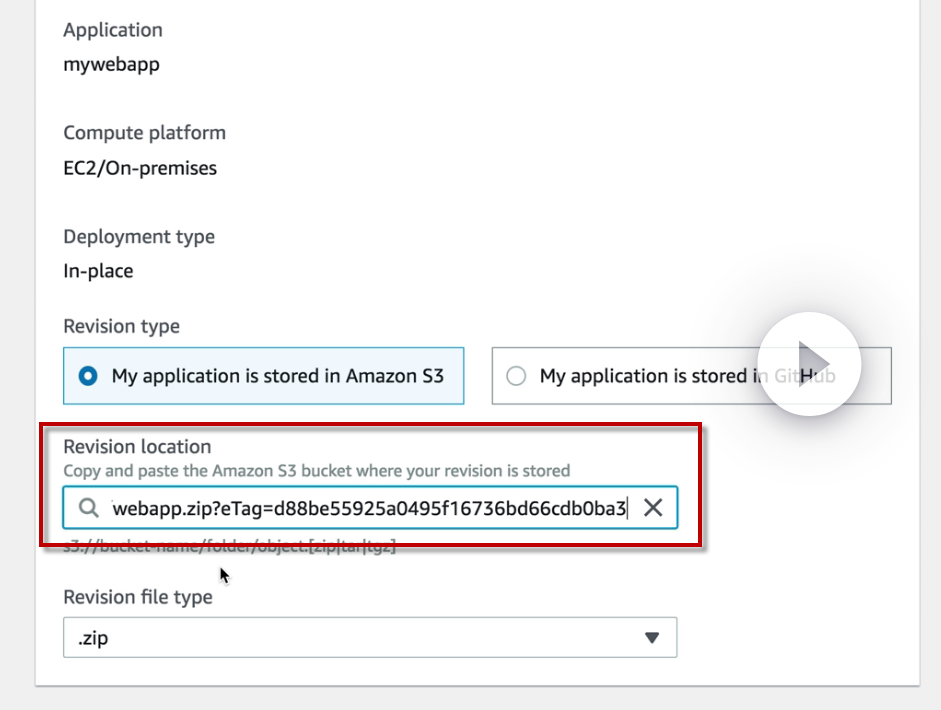 Application
mywebapp
Compute platform
EC2/On-premises
Deployment type
In-place
Revision type
My application is stored in Amazon S3
My application is stored in GitHub
Revision location
Copy and paste the Amazon S3 bucket where your revision is stored
webapp.zip?eTag=d88be55925a0495f16736bd66cdb0ba3
s3://bucket-name/folder/object.[zip|tar|tgz]
Revision file type
.zip